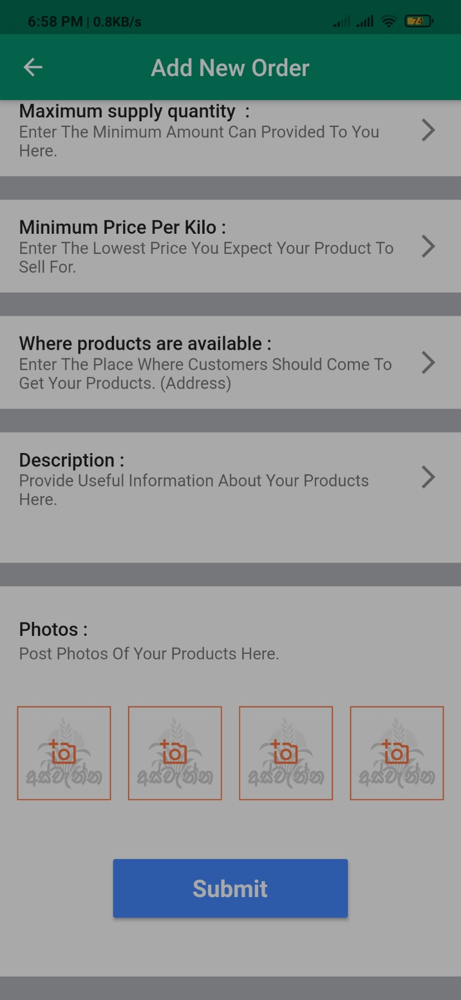 6:58 PM | 0.8KB/s
74
Add New Order
Maximum supply quantity  :
Enter The Minimum Amount Can Provided To You
Here.
Minimum Price Per Kilo :
Enter The Lowest Price You Expect Your Product To
Sell For.
Where products are available :
Enter The Place Where Customers Should Come To
Get Your Products. (Address)
Description :
Provide Useful Information About Your Products
Here.
Photos :
Post Photos Of Your Products Here.
අස්වැන්න අස්වැන්න අස්වැන්න අස්වැන්න
Submit